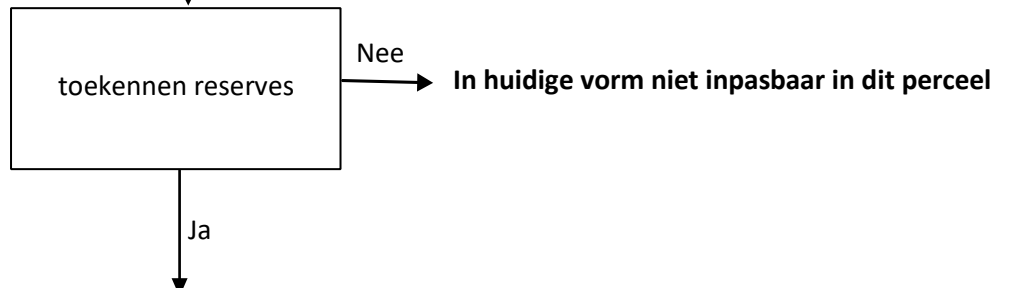 Nee
toekennen reserves
In huidige vorm niet inpasbaar in dit perceel
Ja